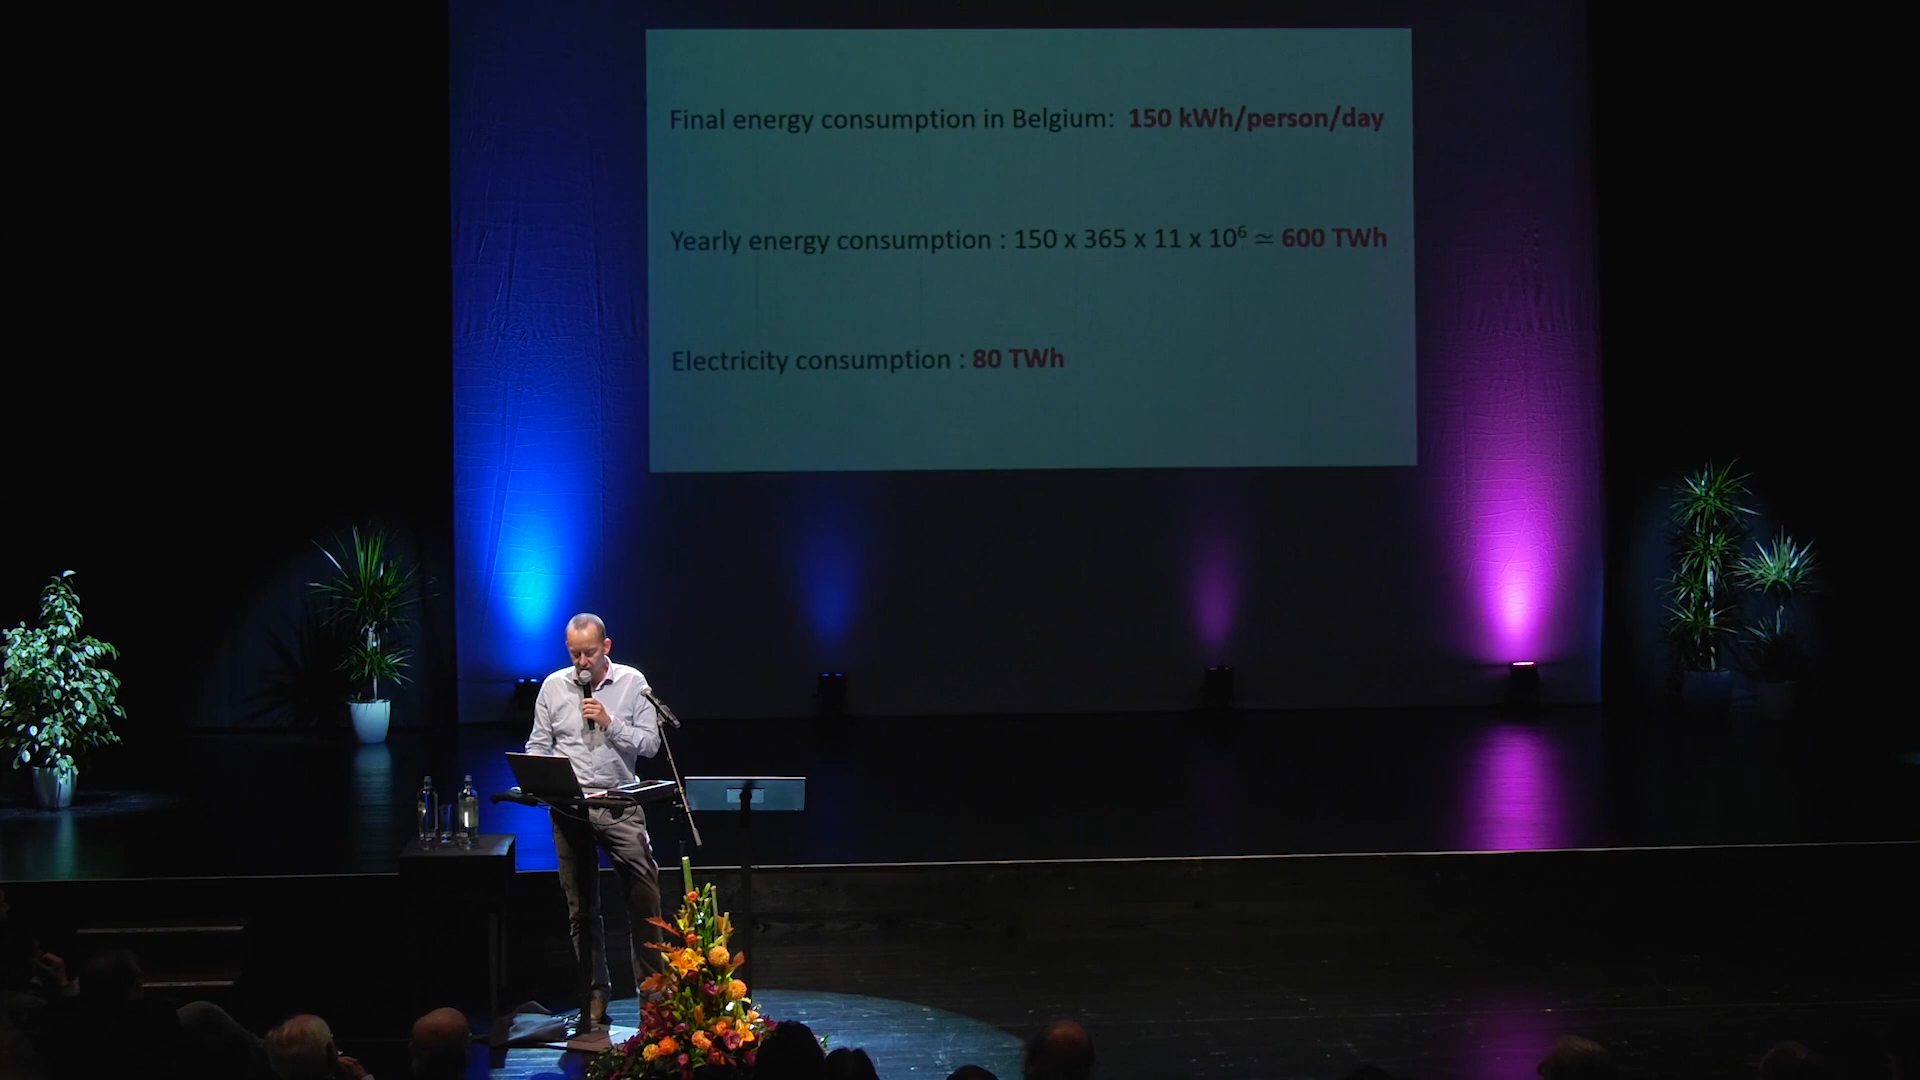 Final energy consumption in Belgium: 150 kWh/person/day
Yearly energy consumption : 150 x 365 x 11 x 10⁶ ≃ 600 TWh
Electricity consumption : 80 TWh